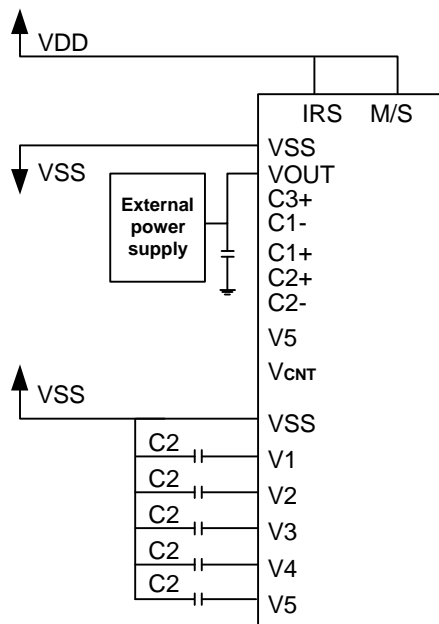 VDD
IRS M/S
VSS
VSS
VOUT
External
power
supply
C3+
C1-
C1+
C2+
C2-
V5
VCNT
VSS
VSS
C2
V1
C2
V2
C2
V3
C2
V4
C2
V5